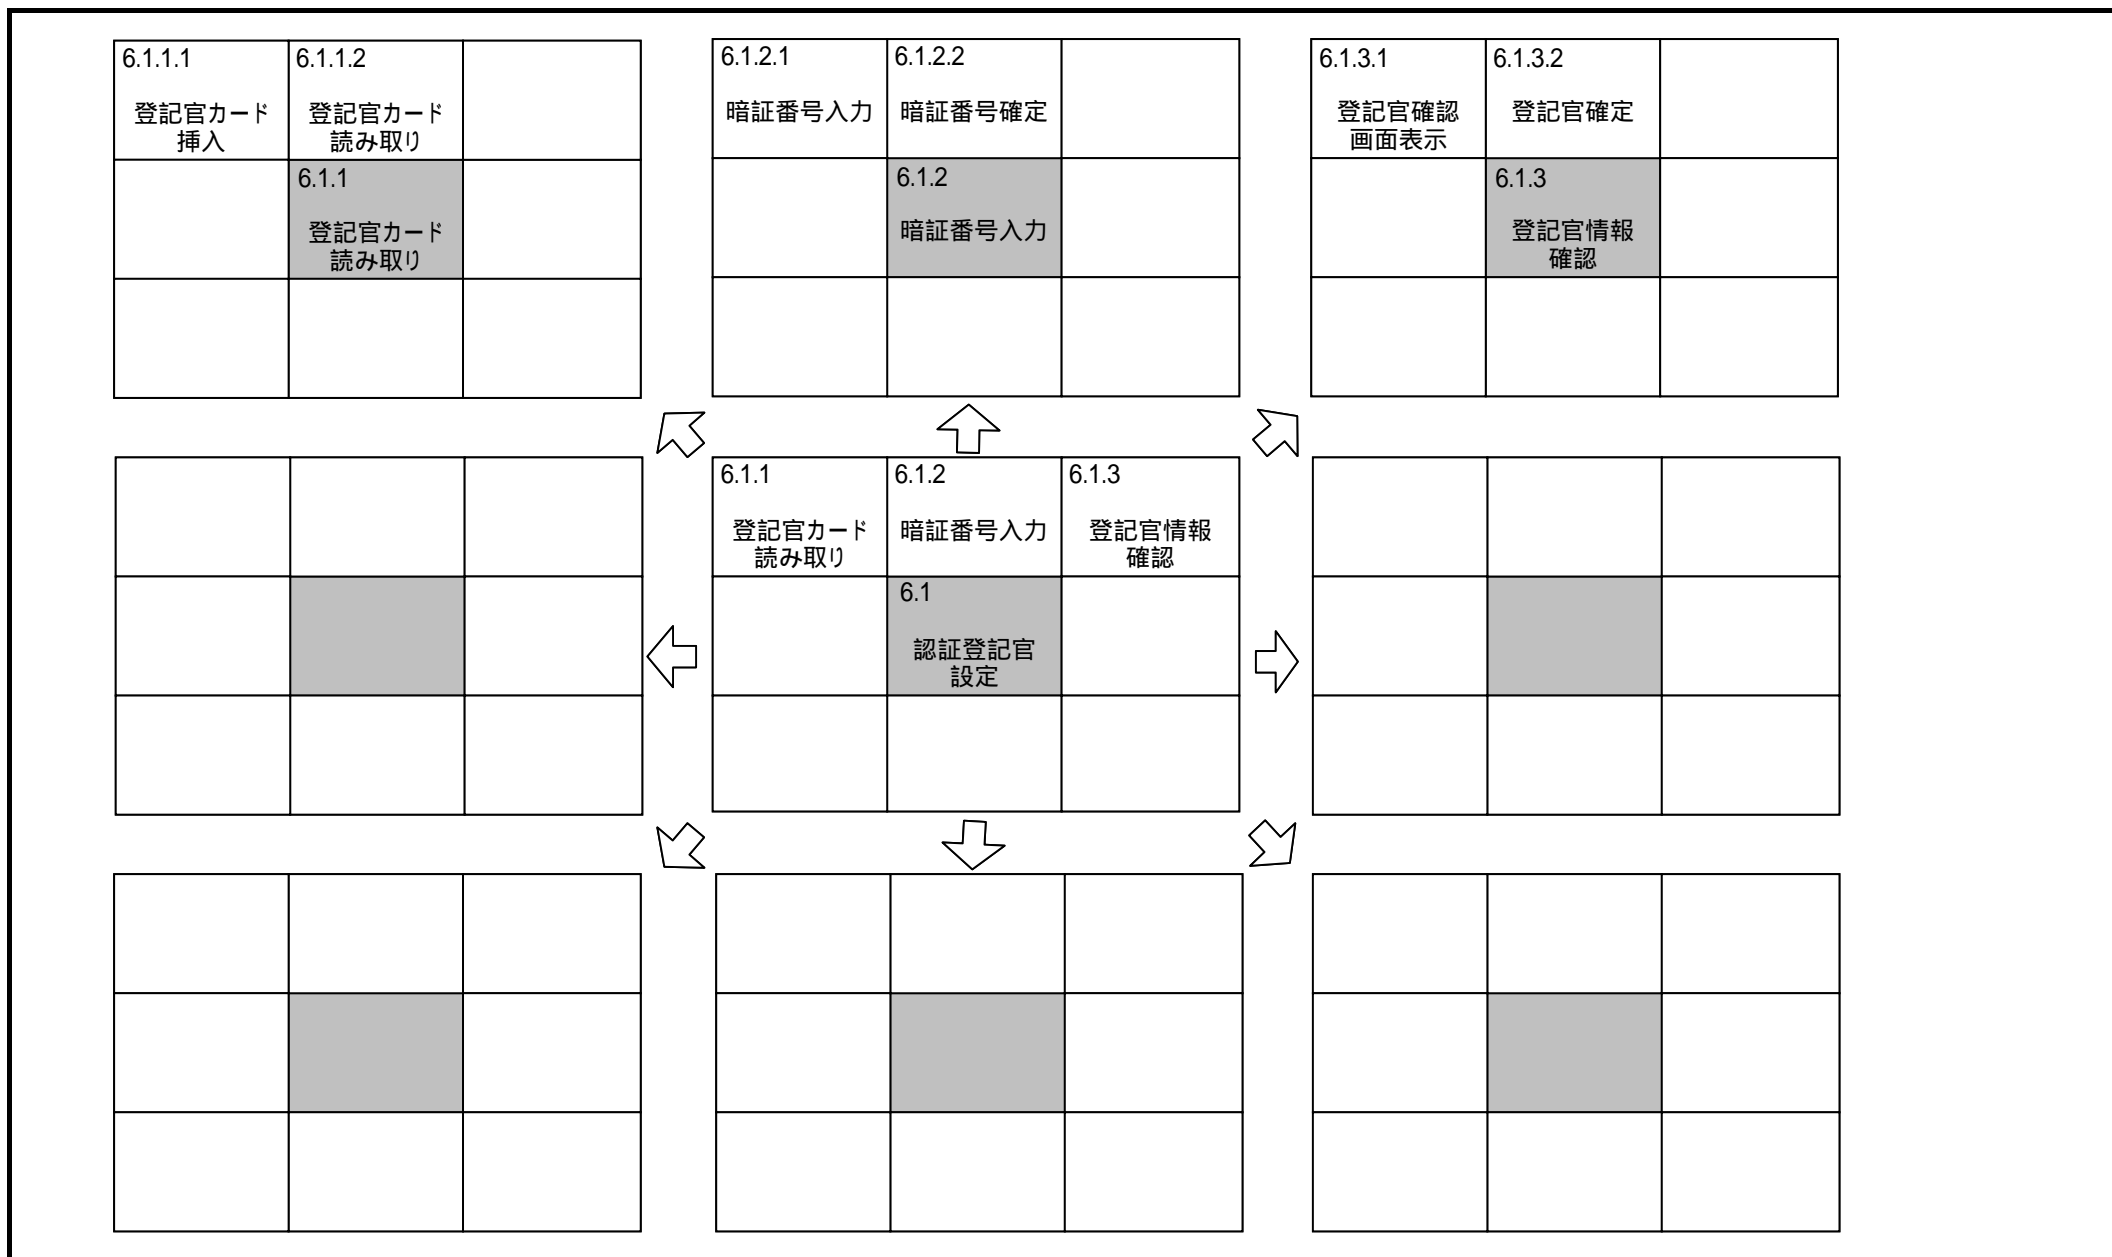 6.1.1.1
登記官カード
挿入
6.1.1.2
登記官カード
読み取り
6.1.1
登記官カード
読み取り
6.1.2.1
暗証番号入力
6.1.2.2
暗証番号確定
6.1.2
暗証番号入力
6.1.3.1
登記官確認
画面表示
6.1.3.2
登記官確定
6.1.3
登記官情報
確認
6.1.1
登記官カード
読み取り
6.1.2
暗証番号入力
6.1.3
登記官情報
確認
6.1
認証登記官
設定